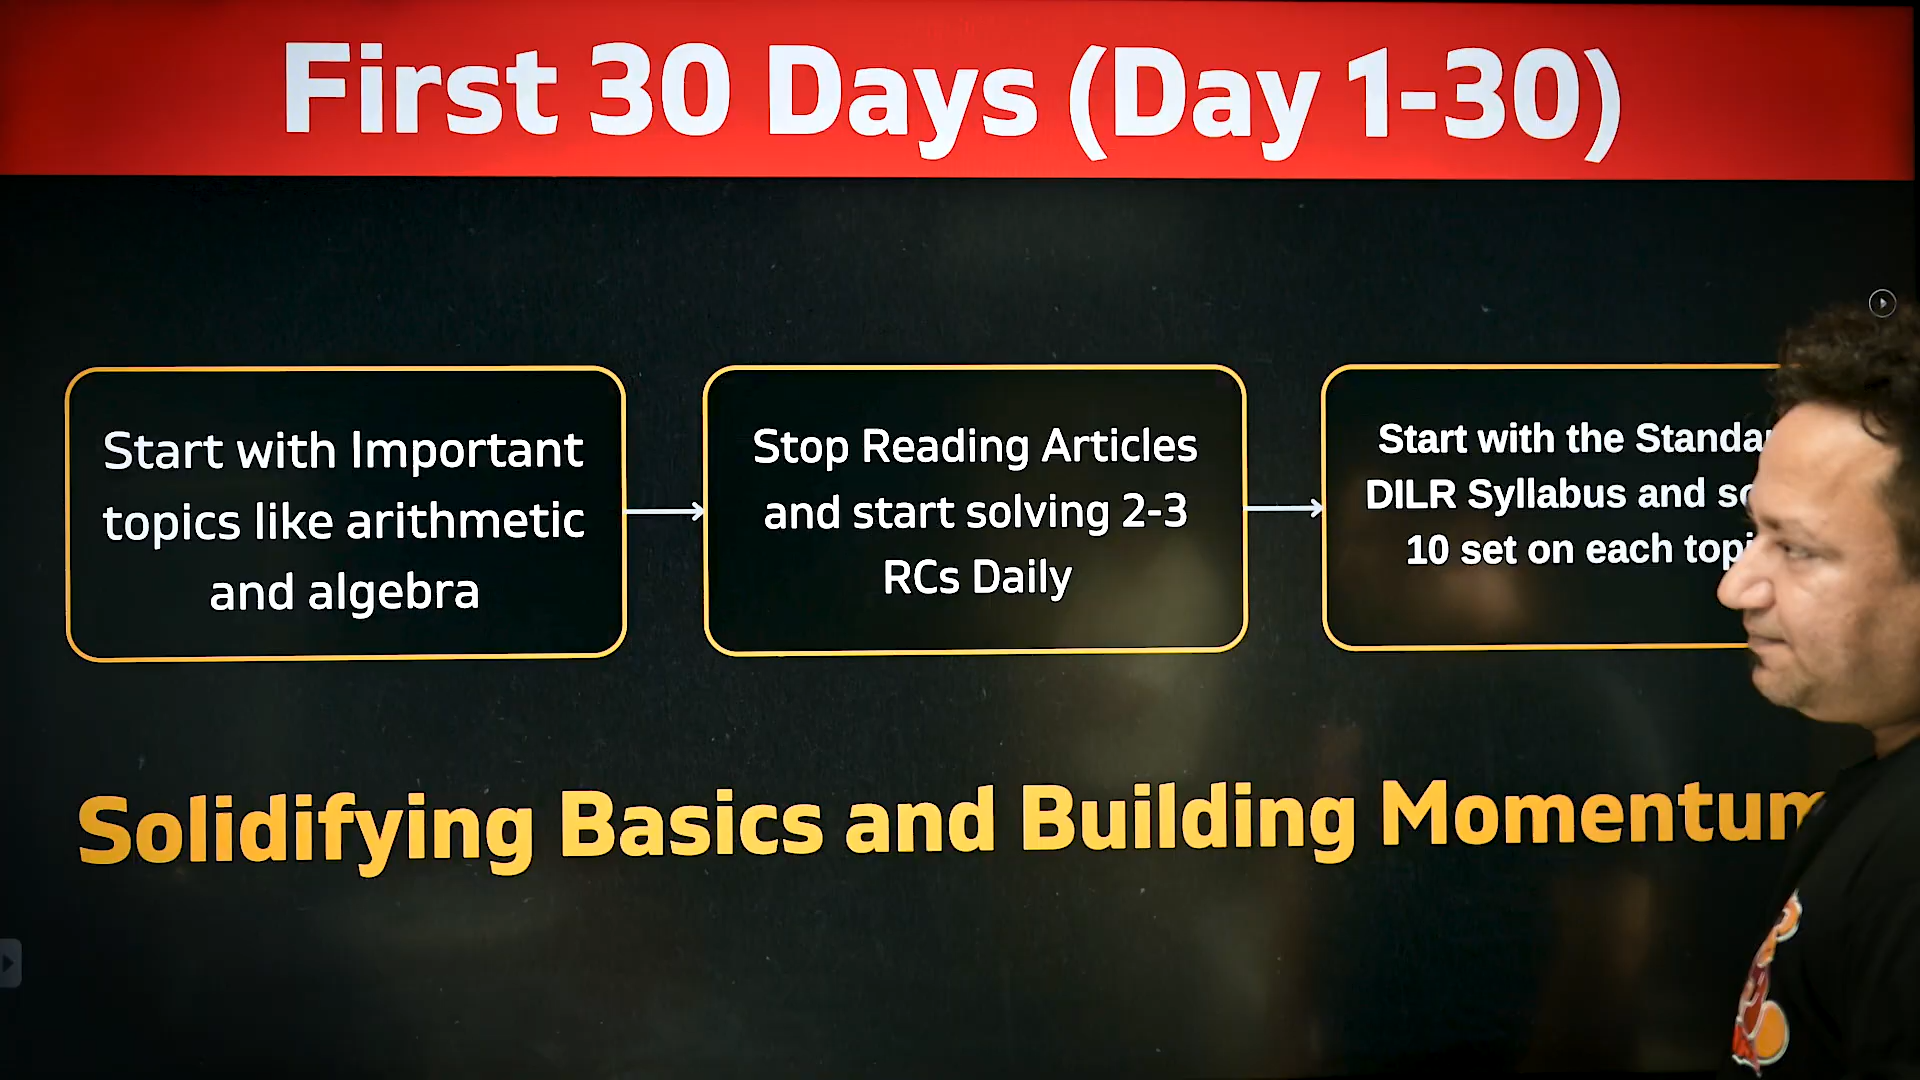 First 30 Days (Day 1-30)
Start with Important
topics like arithmetic
and algebra
Stop Reading Articles
and start solving 2-3
RCs Daily
Start with the
DILR Syllabus and
10 set on each
Solidifying Basics and Building Momentum